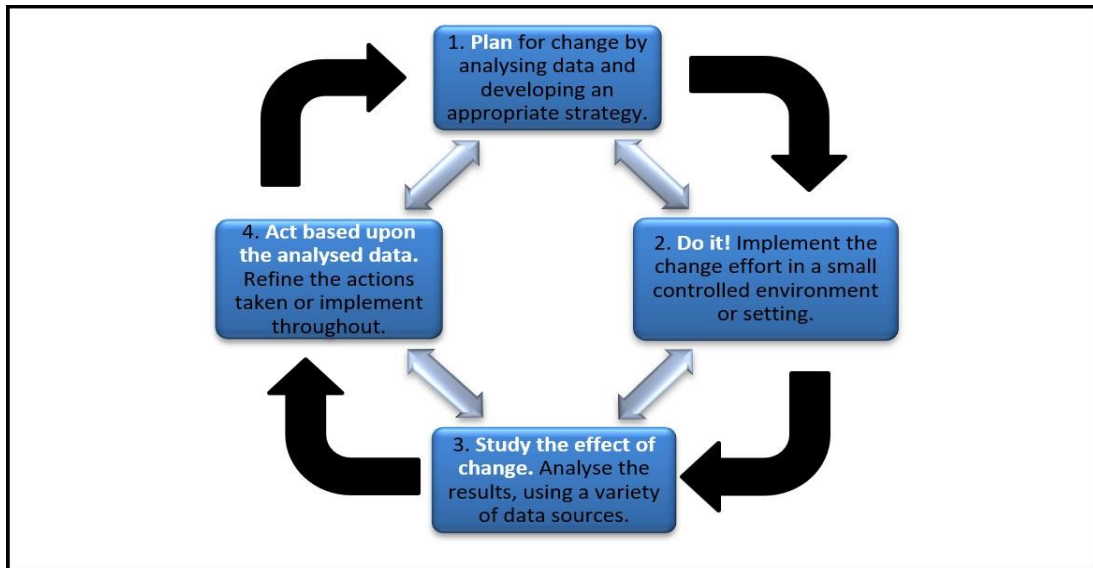 1. Plan for change by
analysing data and
developing an
appropriate strategy.
2. Do it! Implement the
change effort in a small
controlled environment
or setting.
3. Study the effect of
change. Analyse the
results, using a variety
of data sources.
4. Act based upon
the analysed data.
Refine the actions
taken or implement
throughout.